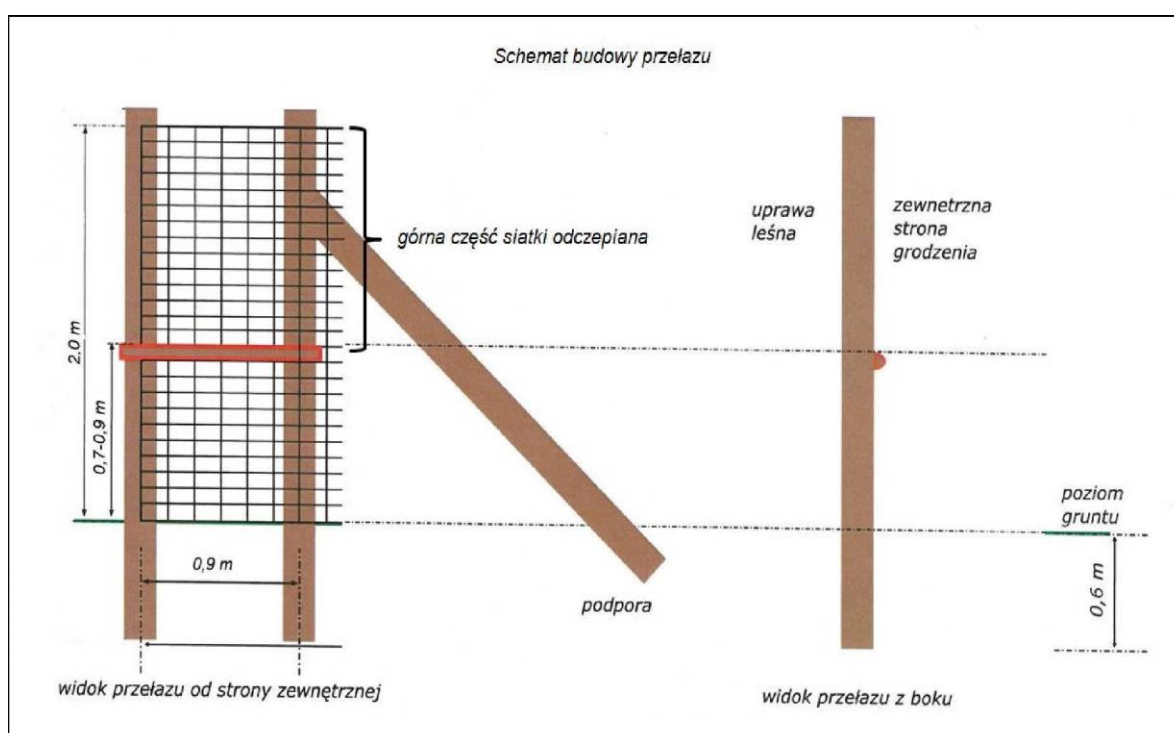 Schemat budowy przełazu
górna część siatki odczepiana
uprawa
leśna
zewnetrzna
strona
grodzenia
2,0 m
0,7-0,9 m
0,9 m
podpora
poziom
gruntu
0,6 m
widok przełazu od strony zewnętrznej
widok przełazu z boku